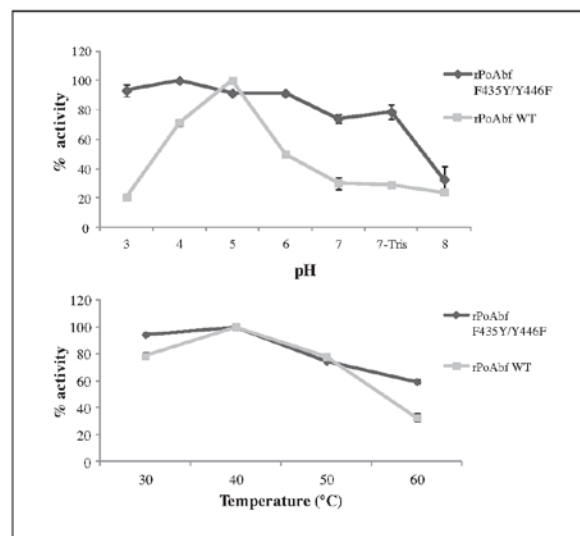 120
100
80
60
40
20
0
% activity
3 4 5 6 7 7-Tris 8
pH
rPoAbf
F435Y/Y446F
rPoAbf WT
120
100
80
60
40
20
0
% activity
30 40 50 60
Temperature (°C)
rPoAbf
F435Y/Y446F
rPoAbf WT